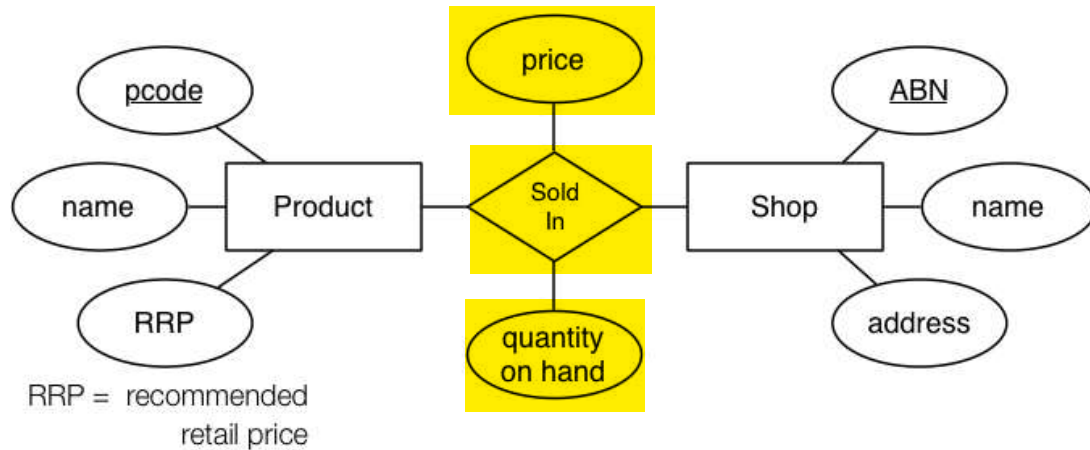 price
pcode
ABN
name
Product
Sold
In
Shop
name
RRP
quantity
on hand
address
RRP = recommended
retail price